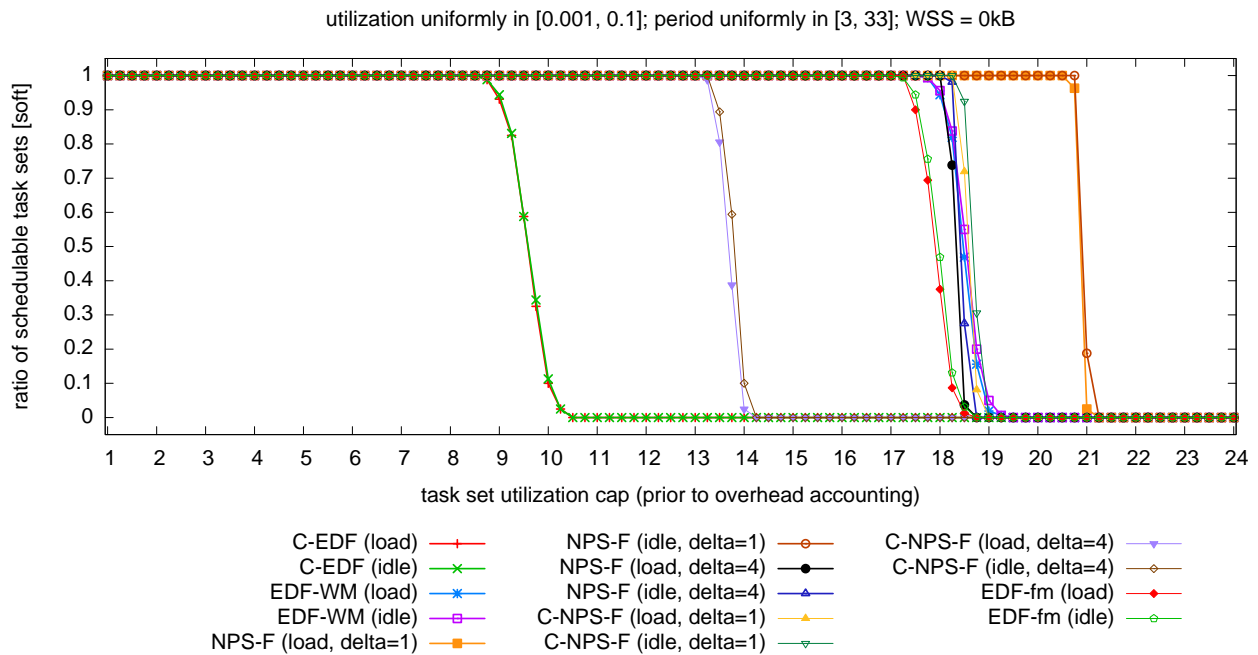 utilization uniformly in [0.001, 0.1]; period uniformly in [3, 33]; WSS = 0kB
ratio of schedulable task sets [soft]
1
0.9
0.8
0.7
0.6
0.5
0.4
0.3
0.2
0.1
0
1 2 3 4 5 6 7 8 9 10 11 12 13 14 15 16 17 18 19 20 21 22 23 24
task set utilization cap (prior to overhead accounting)
C-EDF (load)
C-EDF (idle)
EDF-WM (load)
EDF-WM (idle)
NPS-F (load, delta=1)
NPS-F (idle, delta=1)
NPS-F (load, delta=4)
NPS-F (idle, delta=4)
C-NPS-F (load, delta=1)
C-NPS-F (idle, delta=1)
C-NPS-F (load, delta=4)
C-NPS-F (idle, delta=4)
EDF-fm (load)
EDF-fm (idle)